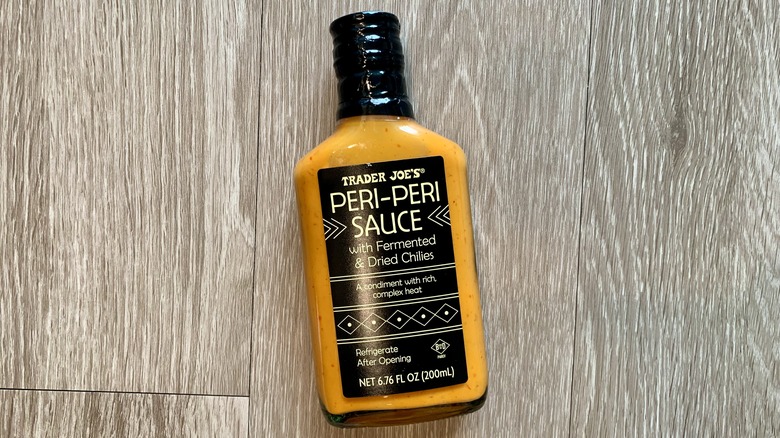 TRADER JOE'S®
PERI-PERI
SAUCE
with Fermented
& Dried Chilies
A condiment with rich,
complex heat
Refrigerate
After Opening
NET 6.76 FL OZ (200mL)